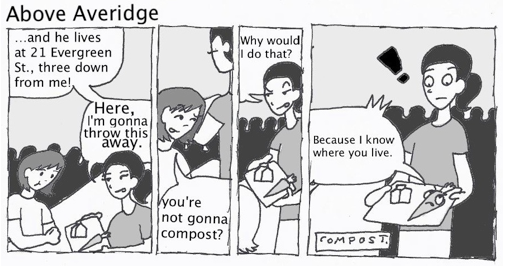 Above Averidge
...and he lives
at 21 Evergreen
St., three down
from me!
Here,
I'm gonna
throw this
away.
you're
not gonna
compost?
Why would
I do that?
!
Because I know
where you live.
COMPOST.